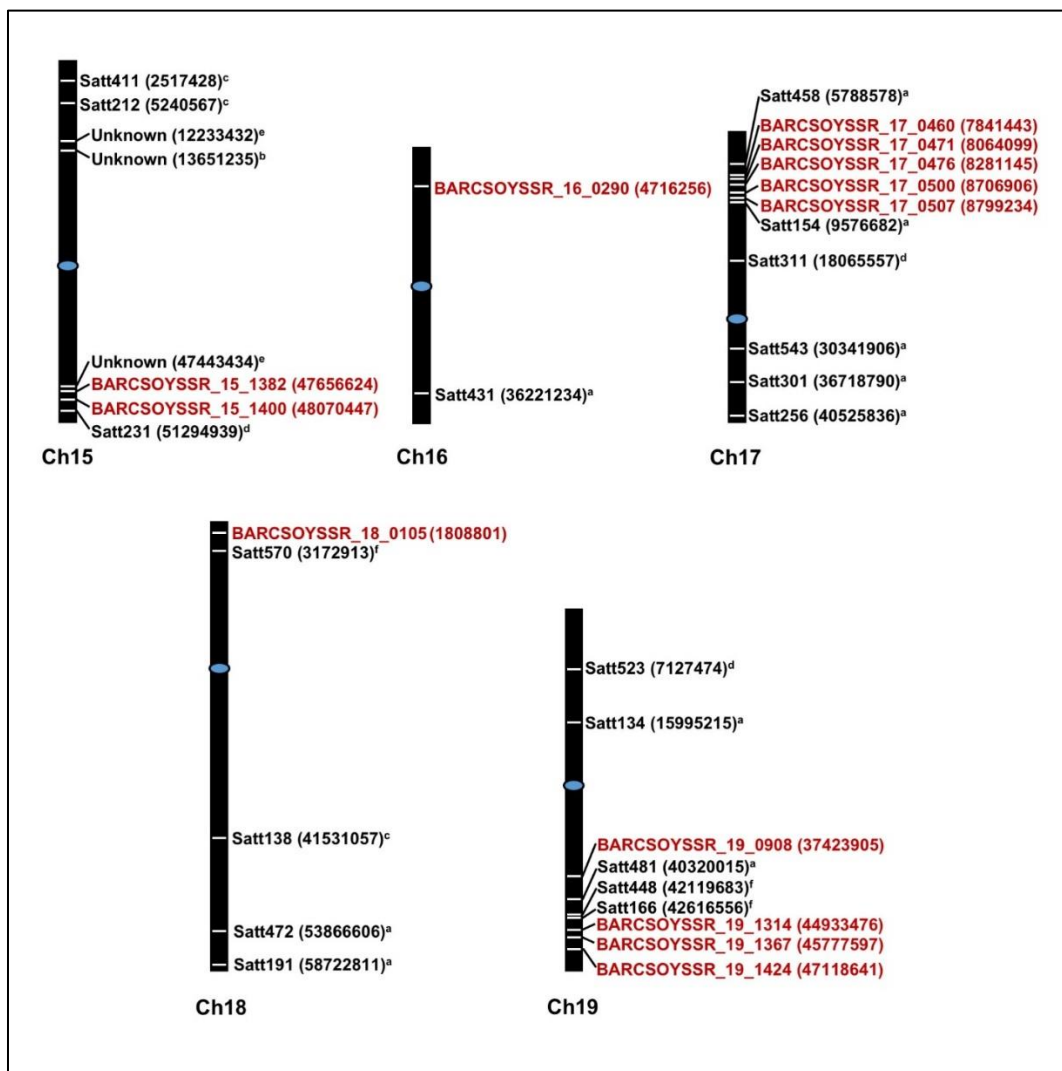 Satt411 (2517428)ᶜ
Satt212 (5240567)ᶜ
Unknown (12233432)ᵉ
Unknown (13651235)ᵇ
Unknown (47443434)ᵉ
BARCSOYSSR_15_1382 (47656624)
BARCSOYSSR_15_1400 (48070447)
Satt231 (51294939)ᵈ
Ch15
BARCSOYSSR_16_0290 (4716256)
Satt431 (36221234)ᵃ
Ch16
Satt458 (5788578)ᵃ
BARCSOYSSR_17_0460 (7841443)
BARCSOYSSR_17_0471 (8064099)
BARCSOYSSR_17_0476 (8281145)
BARCSOYSSR_17_0500 (8706906)
BARCSOYSSR_17_0507 (8799234)
Satt154 (9576682)ᵃ
Satt311 (18065557)ᵈ
Satt543 (30341906)ᵃ
Satt301 (36718790)ᵃ
Satt256 (40525836)ᵃ
Ch17
BARCSOYSSR_18_0105 (1808801)
Satt570 (3172913)ᶠ
Satt138 (41531057)ᶜ
Satt472 (53866606)ᵃ
Satt191 (58722811)ᵃ
Ch18
Satt523 (7127474)ᵈ
Satt134 (15995215)ᵃ
BARCSOYSSR_19_0908 (37423905)
Satt481 (40320015)ᵃ
Satt448 (42119683)ᶠ
Satt166 (42616556)ᶠ
BARCSOYSSR_19_1314 (44933476)
BARCSOYSSR_19_1367 (45777597)
BARCSOYSSR_19_1424 (47118641)
Ch19